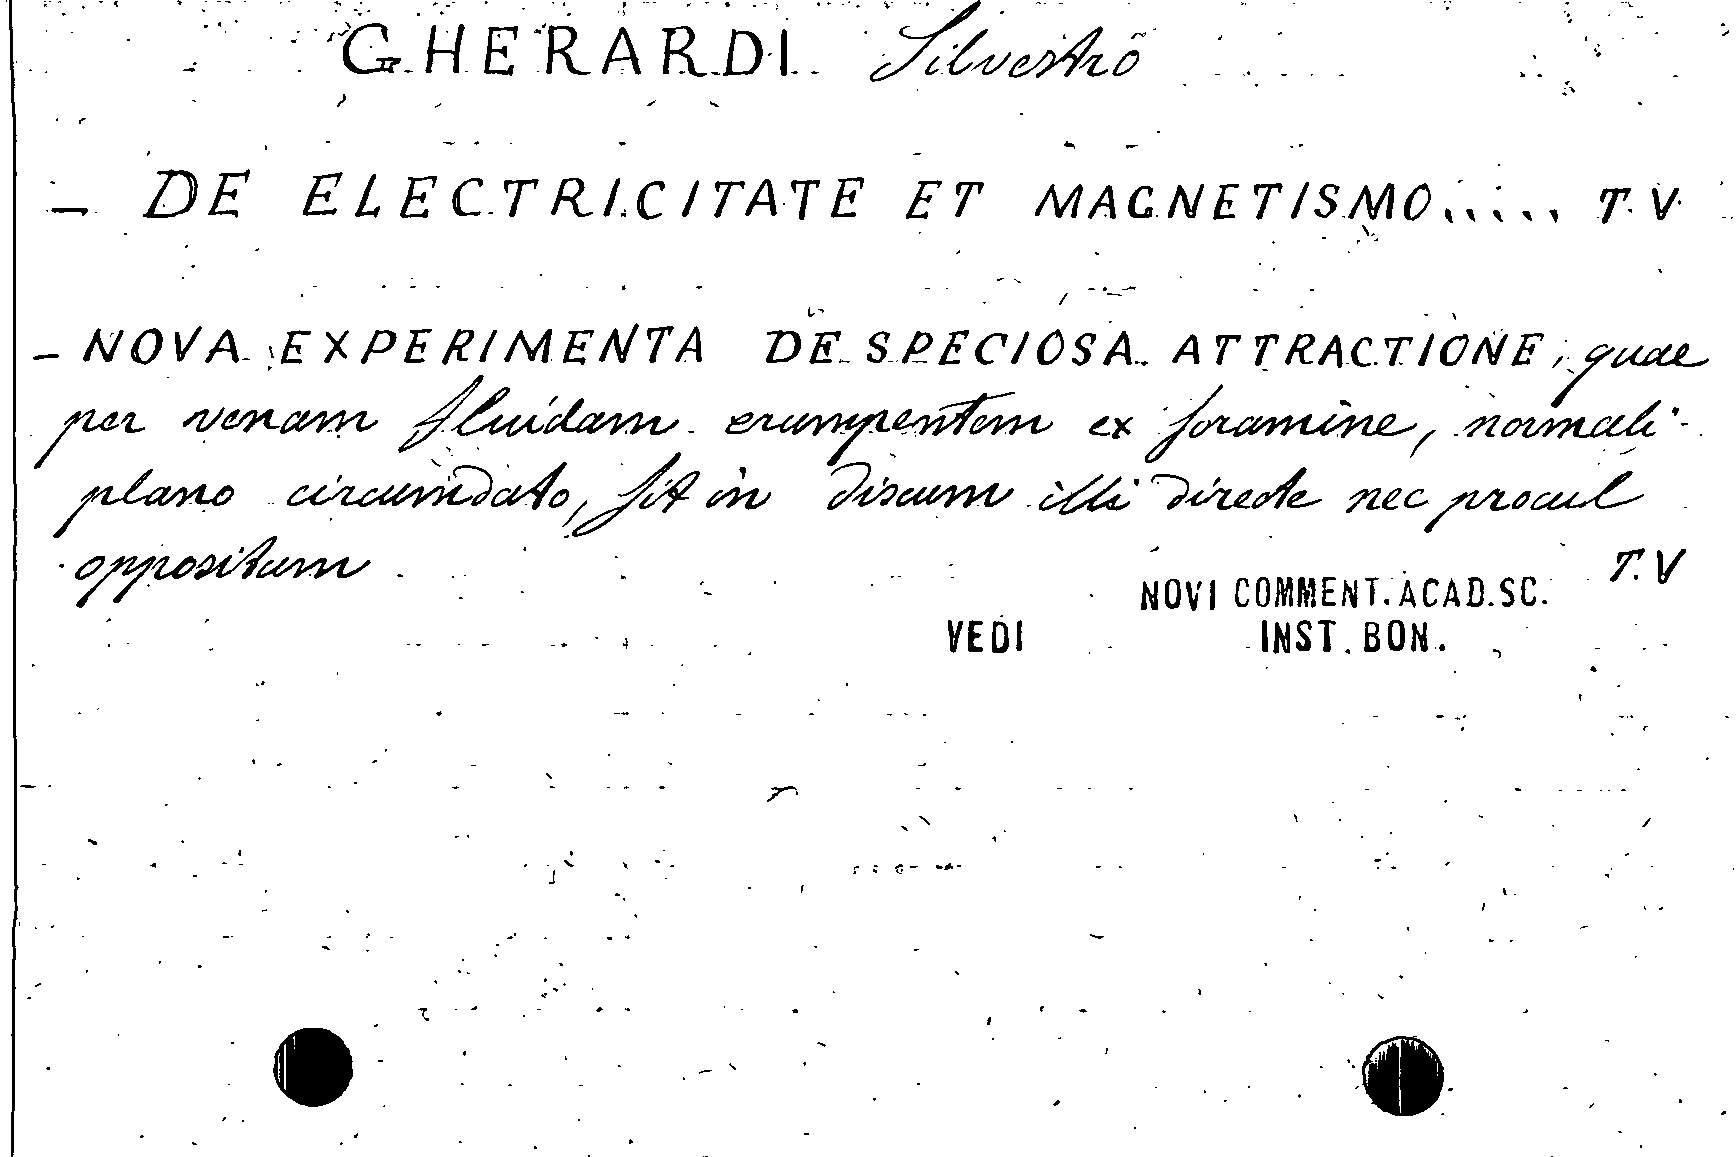 GHERARDI Silvestro
– DE ELECTRICITATE ET MAGNETISMO..... T.V
– NOVA EXPERIMENTA DE SPECIOSA ATTRACTIONE, quae
per venam fluidam erumpentem ex foramine, normali
plano circumdato, fit in discum illi directe nec procul
oppositum T.V
NOVI COMMENT. ACAD. SC.
VEDI INST. BON.